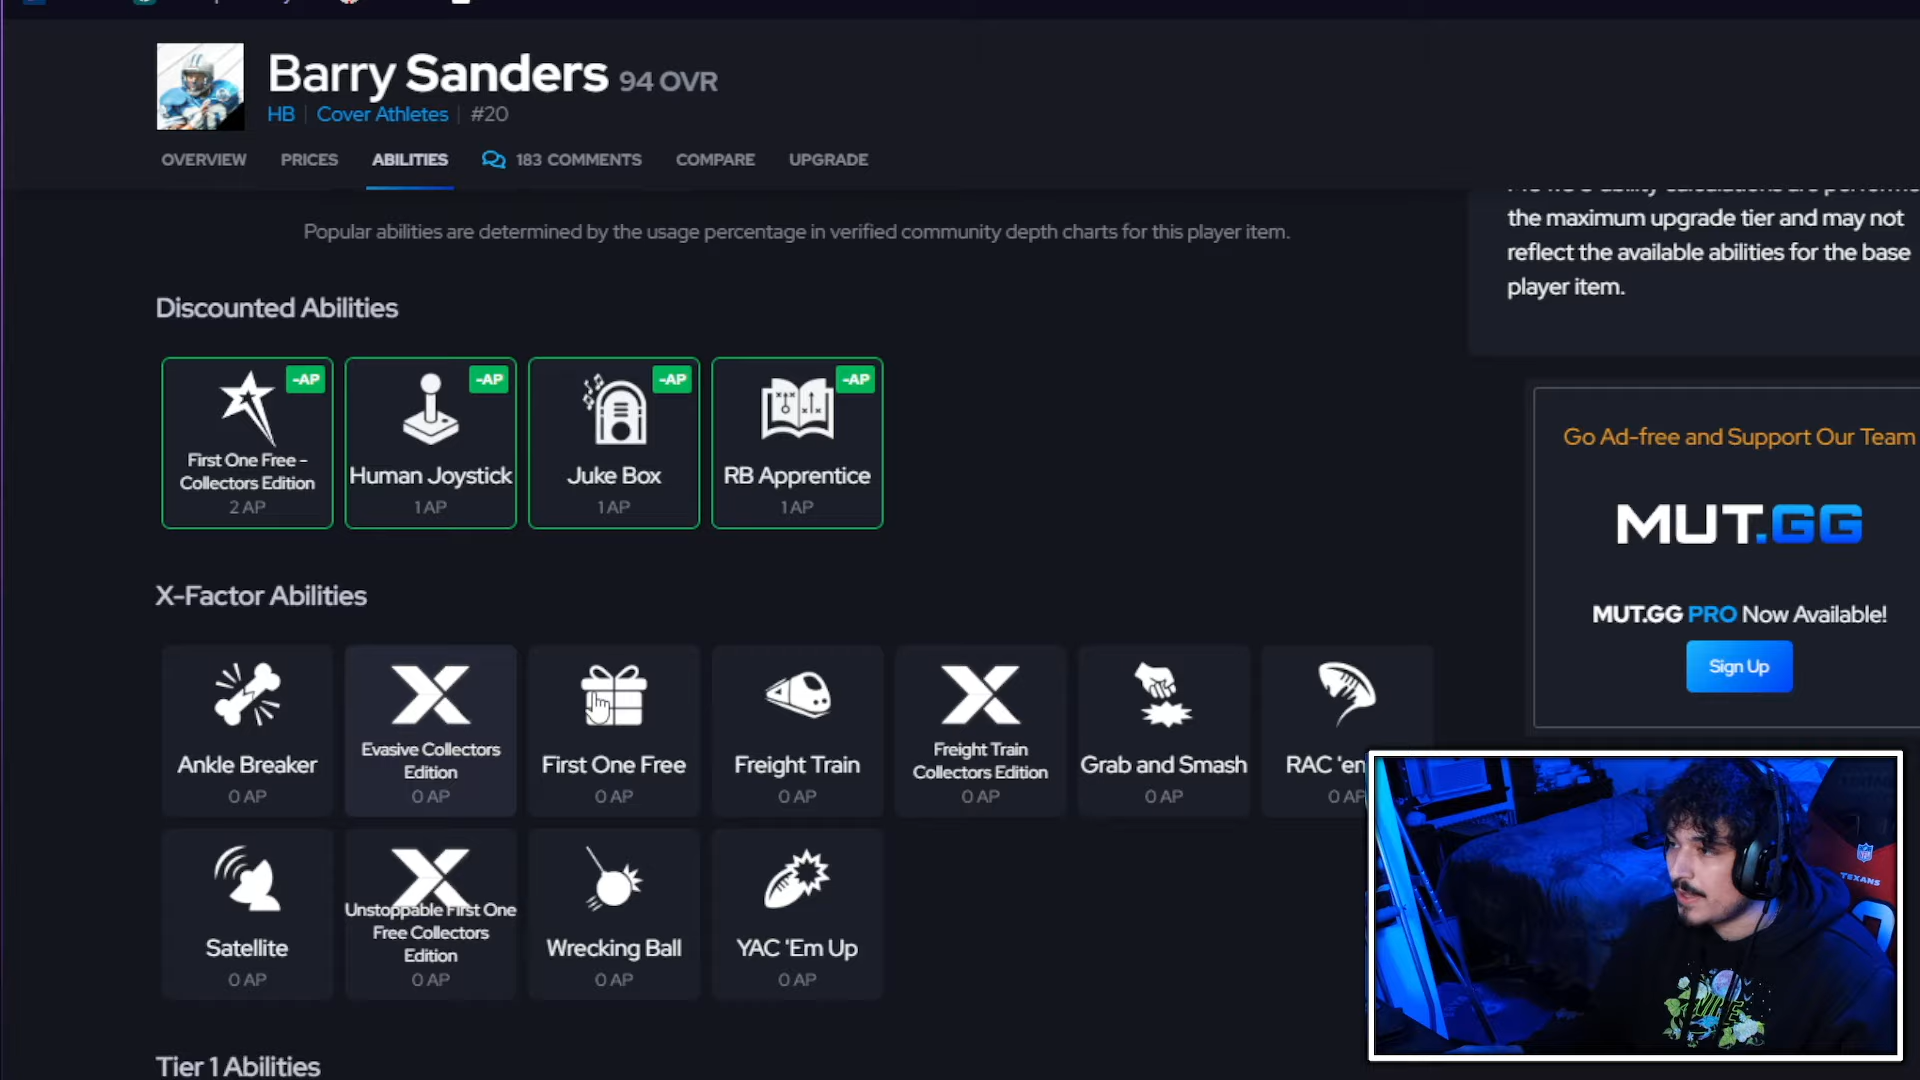 Barry Sanders 94 OVR
HB | Cover Athletes | #20
OVERVIEW PRICES ABILITIES 183 COMMENTS COMPARE UPGRADE
the maximum upgrade tier and may not
reflect the available abilities for the base
player item.
Popular abilities are determined by the usage percentage in verified community depth charts for this player item.
Discounted Abilities
-AP
First One Free -
Collectors Edition
2 AP
-AP
Human Joystick
1 AP
-AP
Juke Box
1 AP
-AP
RB Apprentice
1 AP
Go Ad-free and Support Our Team
MUT.GG
MUT.GG PRO Now Available!
Sign Up
X-Factor Abilities
Ankle Breaker
0 AP
Evasive Collectors
Edition
0 AP
First One Free
0 AP
Freight Train
0 AP
Freight Train
Collectors Edition
0 AP
Grab and Smash
0 AP
RAC 'em
0 AP
Satellite
0 AP
Unstoppable First One
Free Collectors
Edition
0 AP
Wrecking Ball
0 AP
YAC 'Em Up
0 AP
Tier 1 Abilities
NFL
TEXANS